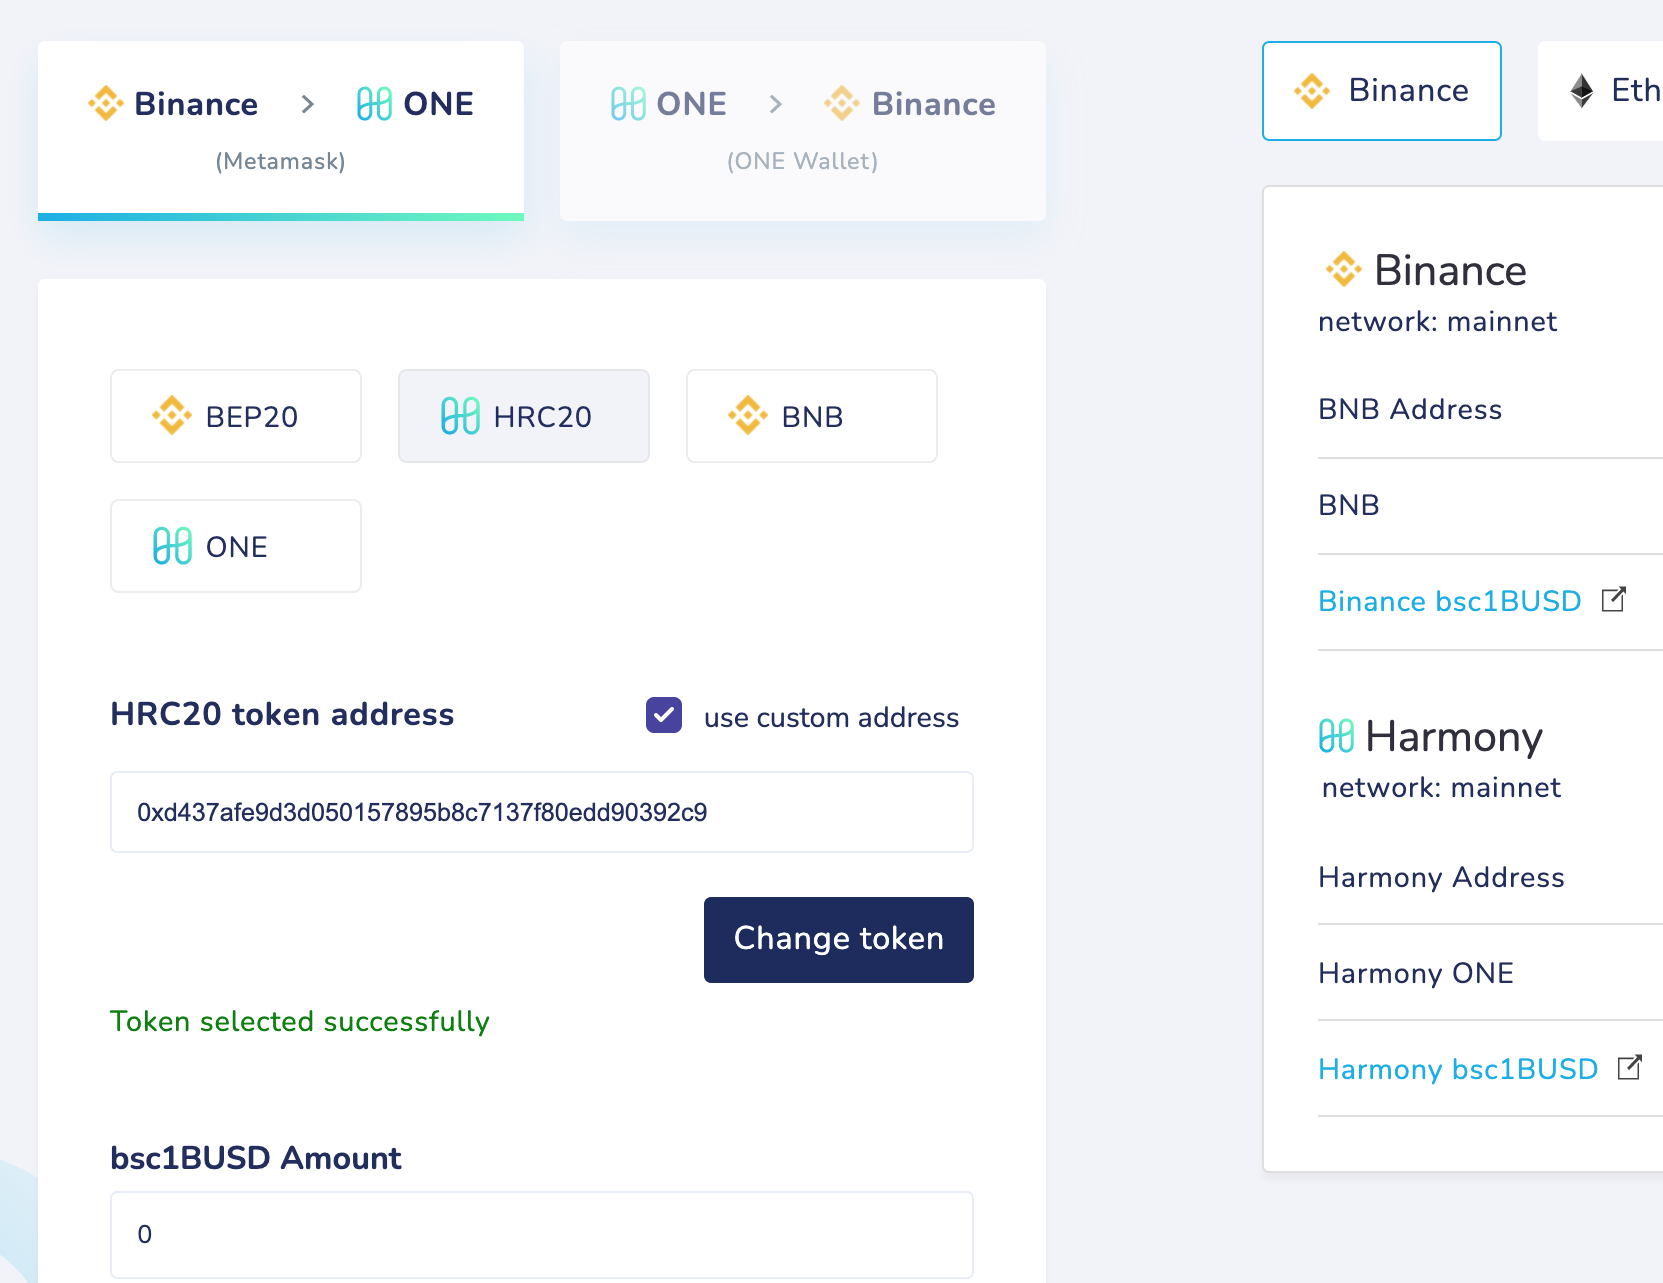 Binance > ONE
(Metamask)
ONE > Binance
(ONE Wallet)
BEP20
HRC20
BNB
ONE
HRC20 token address
use custom address
0xd437afe9d3d050157895b8c7137f80edd90392c9
Change token
Token selected successfully
bsc1BUSD Amount
0
Binance
Eth
Binance
network: mainnet
BNB Address
BNB
Binance bsc1BUSD
Harmony
network: mainnet
Harmony Address
Harmony ONE
Harmony bsc1BUSD